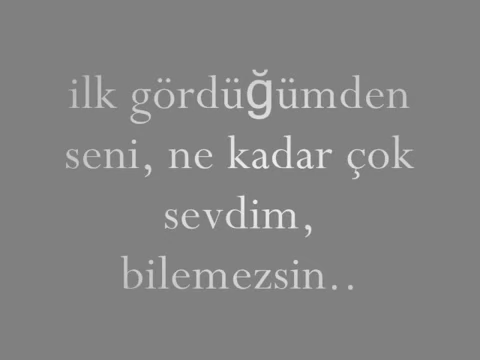 ilk gördüğümden
seni, ne kadar çok
sevdim,
bilemezsin..